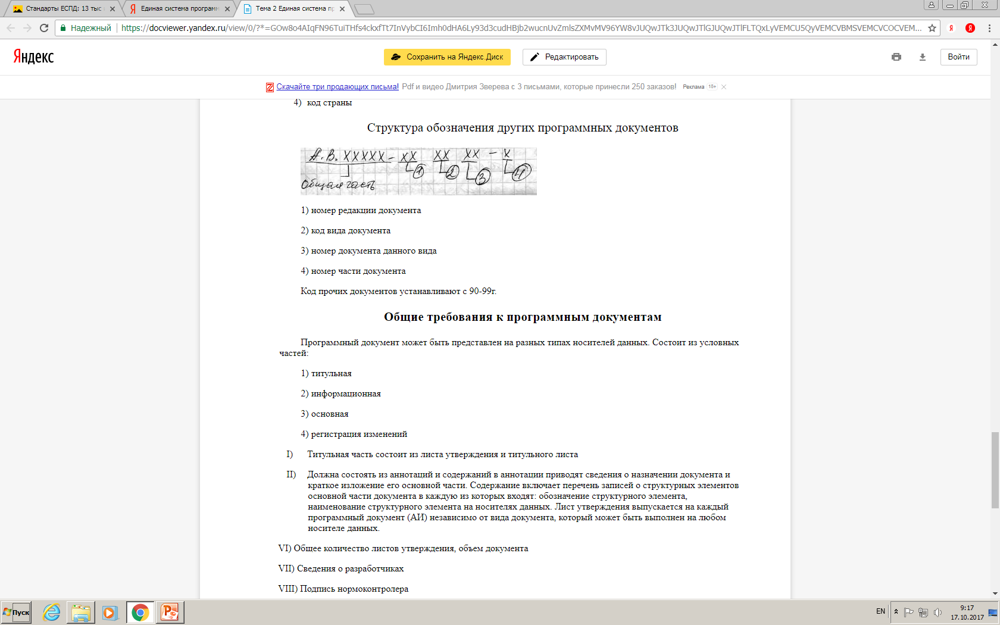 Стандарты ЕСПД: 13 тыс
Единая система програм
Тема 2 Единая система пр
Надежный
https://docviewer.yandex.ru/view/0/?*=GOw8o4AIqFN96TuiTHfs4ckxfTt7InVybCI6Imh0dHA6Ly93d3cudHBjb2wucnUvZmlsZXMvMV96YW8vJUQwJTk3JUQwJTlGJUQwJTlFLTQxLyVEMCU5QyVEMCVBMSVEMCVCOCVEM...
Яндекс
Сохранить на Яндекс.Диск
Редактировать
Войти
Скачайте три продающих письма! Pdf и видео Дмитрия Зверева с 3 письмами, которые принесли 250 заказов! Реклама 18+
4) код страны
Структура обозначения других программных документов
А.В. XXXXX – XX XX XX – X
1 2 3 4
Общая часть
1) номер редакции документа
2) код вида документа
3) номер документа данного вида
4) номер части документа
Код прочих документов устанавливают с 90-99г.
Общие требования к программным документам
Программный документ может быть представлен на разных типах носителей данных. Состоит из условных
частей:
1) титульная
2) информационная
3) основная
4) регистрация изменений
I) Титульная часть состоит из листа утверждения и титульного листа
II) Должна состоять из аннотаций и содержаний в аннотации приводят сведения о назначении документа и
краткое изложение его основной части. Содержание включает перечень записей о структурных элементов
основной части документа в каждую из которых входят: обозначение структурного элемента,
наименование структурного элемента на носителях данных. Лист утверждения выпускается на каждый
программный документ (АИ) независимо от вида документа, который может быть выполнен на любом
носителе данных.
VI) Общее количество листов утверждения, объем документа
VII) Сведения о разработчиках
VIII) Подпись нормоконтролера
Пуск
EN
9:17
17.10.2017